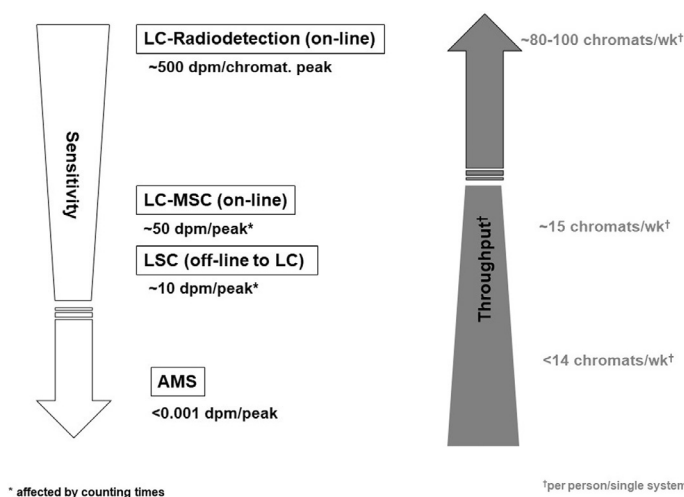 LC-Radiodetection (on-line)
~500 dpm/chromat. peak
~80-100 chromats/wk†
Sensitivity
LC-MSC (on-line)
~50 dpm/peak*
LSC (off-line to LC)
~10 dpm/peak*
Throughput†
~15 chromats/wk†
<14 chromats/wk†
AMS
<0.001 dpm/peak
* affected by counting times
†per person/single system